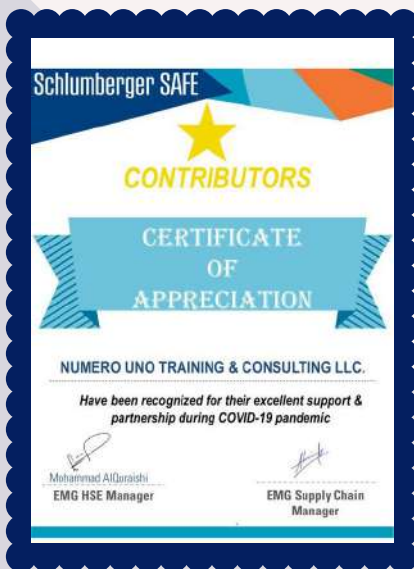 Schlumberger SAFE
CONTRIBUTORS
CERTIFICATE
OF
APPRECIATION
NUMERO UNO TRAINING & CONSULTING LLC.
Have been recognized for their excellent support &
partnership during COVID-19 pandemic
Mohammad AlQuraishi
EMG HSE Manager
EMG Supply Chain
Manager